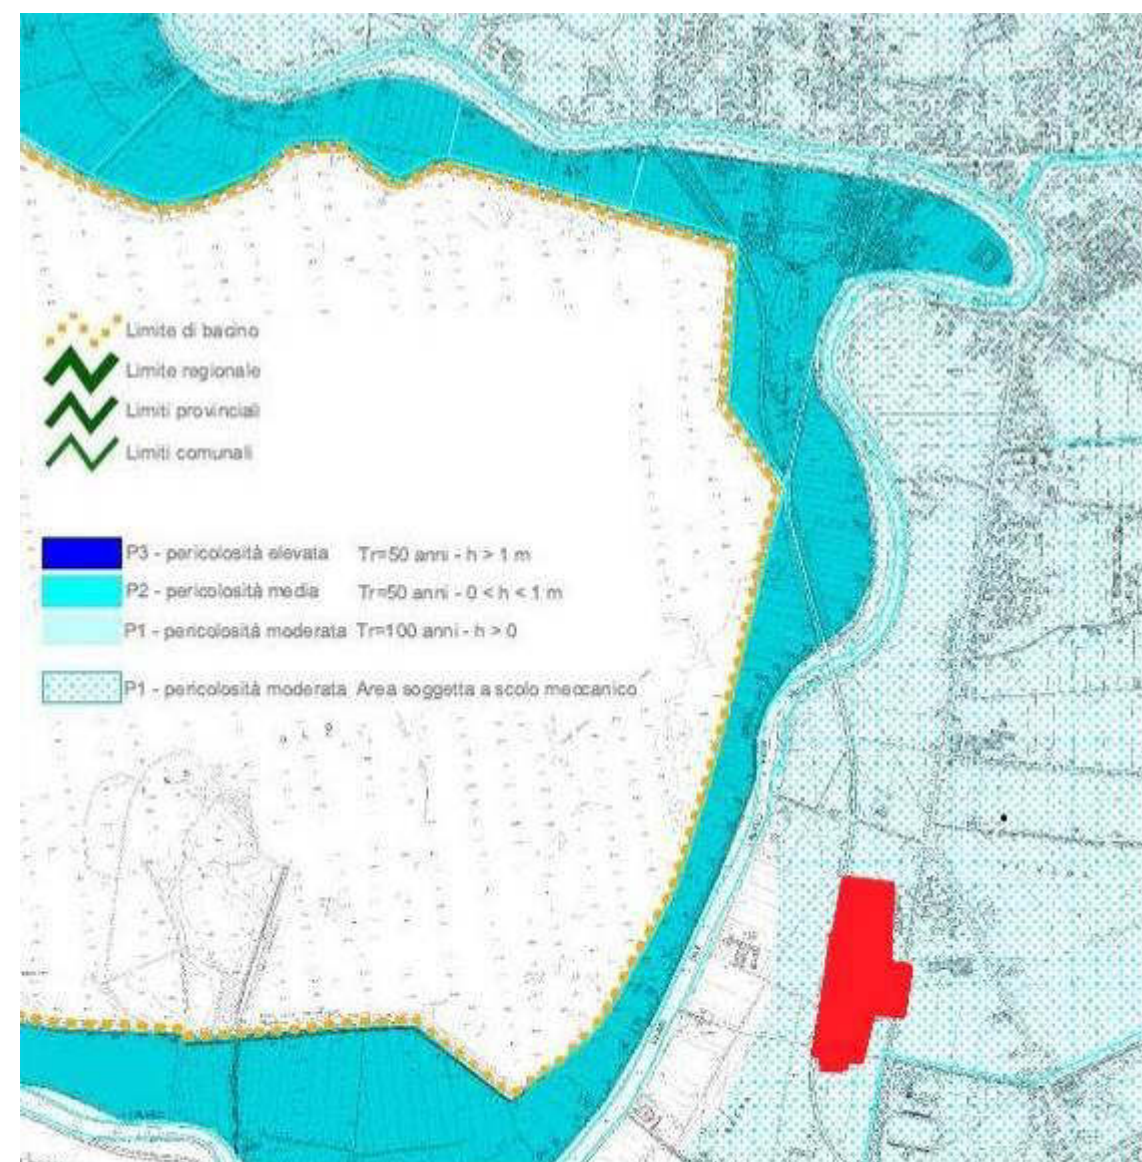 Limite di bacino
Limite regionale
Limiti provinciali
Limiti comunali
P3 - pericolosità elevata Tr=50 anni - h > 1 m
P2 - pericolosità media Tr=50 anni - 0 < h < 1 m
P1 - pericolosità moderata Tr=100 anni - h > 0
P1 - pericolosità moderata Area soggetta a scolo meccanico